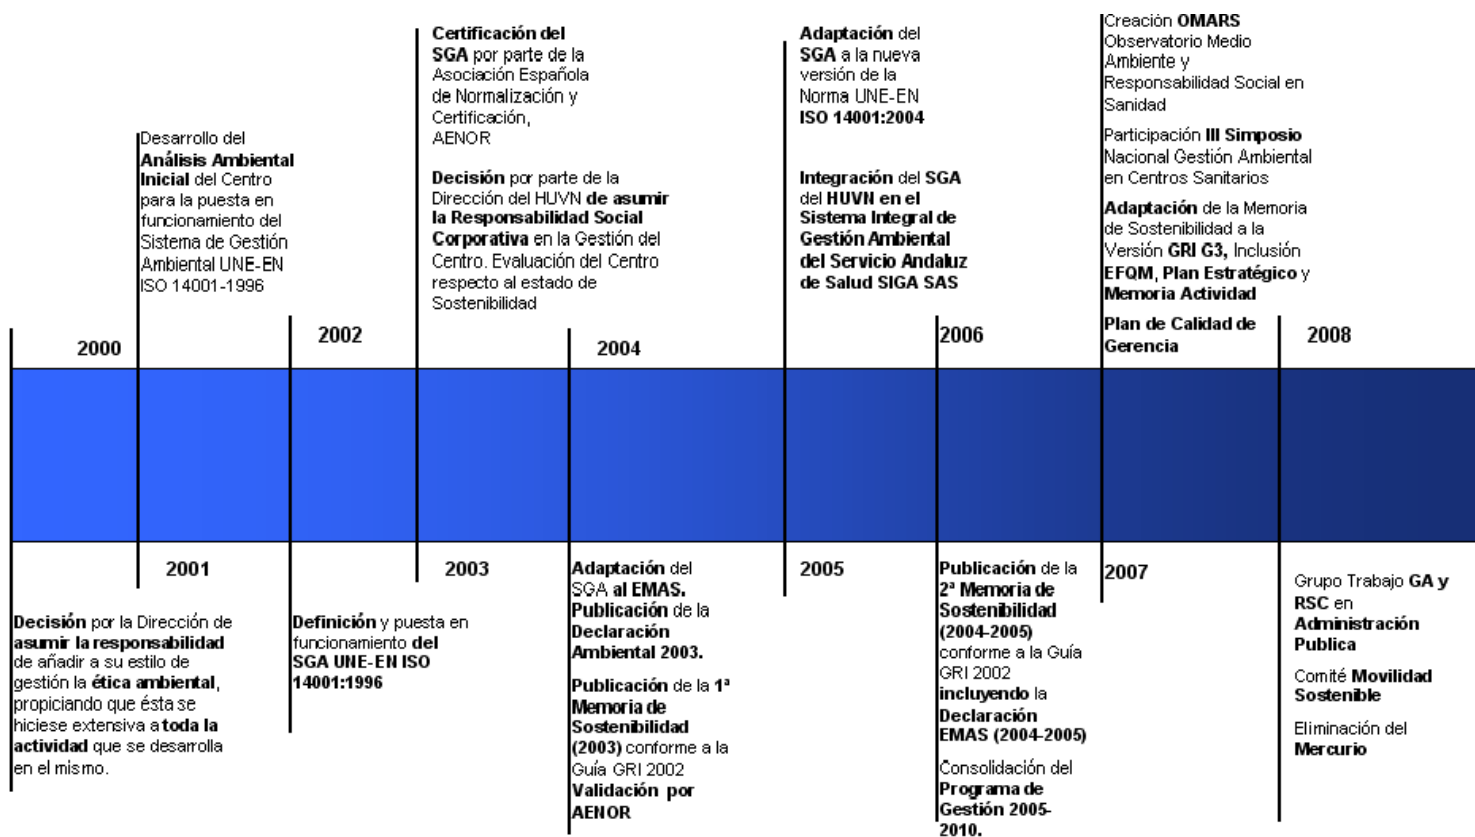 2000
Decisión por la Dirección de
asumir la responsabilidad
de añadir a su estilo de
gestión la ética ambiental,
propiciando que ésta se
hiciese extensiva a toda la
actividad que se desarrolla
en el mismo.
Desarrollo del
Análisis Ambiental
Inicial del Centro
para la puesta en
funcionamiento del
Sistema de Gestión
Ambiental UNE-EN
ISO 14001-1996
2001
2002
Definición y puesta en
funcionamiento del
SGA UNE-EN ISO
14001:1996
Certificación del
SGA por parte de la
Asociación Española
de Normalización y
Certificación,
AENOR
Decisión por parte de la
Dirección del HUVN de asumir
la Responsabilidad Social
Corporativa en la Gestión del
Centro. Evaluación del Centro
respecto al estado de
Sostenibilidad
2003
2004
Adaptación del
SGA al EMAS.
Publicación de la
Declaración
Ambiental 2003.
Publicación de la 1ª
Memoria de
Sostenibilidad
(2003) conforme a la
Guía GRI 2002
Validación por
AENOR
Adaptación del
SGA a la nueva
versión de la
Norma UNE-EN
ISO 14001:2004
Integración del SGA
del HUVN en el
Sistema Integral de
Gestión Ambiental
del Servicio Andaluz
de Salud SIGA SAS
2005
2006
Publicación de la
2ª Memoria de
Sostenibilidad
(2004-2005)
conforme a la Guía
GRI 2002
incluyendo la
Declaración
EMAS (2004-2005)
Consolidación del
Programa de
Gestión 2005-
2010.
Creación OMARS
Observatorio Medio
Ambiente y
Responsabilidad Social en
Sanidad
Participación III Simposio
Nacional Gestión Ambiental
en Centros Sanitarios
Adaptación de la Memoria
de Sostenibilidad a la
Versión GRI G3, Inclusión
EFQM, Plan Estratégico y
Memoria Actividad
Plan de Calidad de
Gerencia
2007
2008
Grupo Trabajo GA y
RSC en
Administración
Publica
Comité Movilidad
Sostenible
Eliminación del
Mercurio